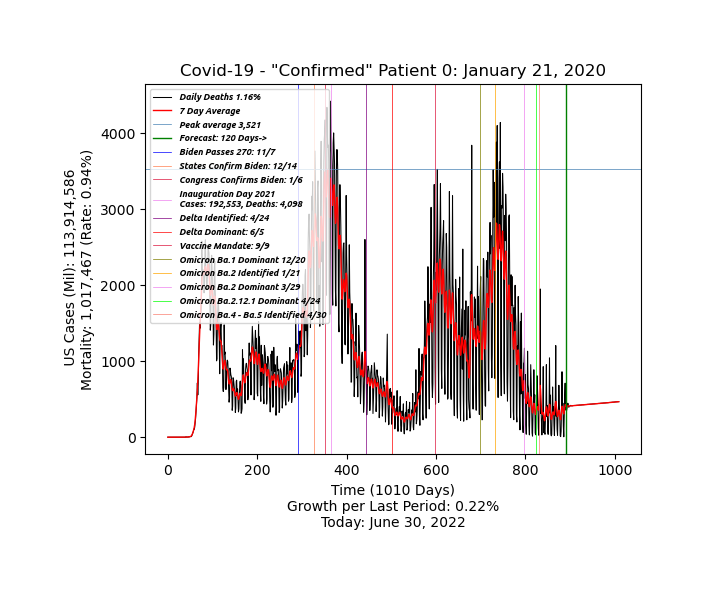 Covid-19 - "Confirmed" Patient 0: January 21, 2020
Daily Deaths 1.16%
7 Day Average
Peak average 3,521
Forecast: 120 Days->
Biden Passes 270: 11/7
States Confirm Biden: 12/14
Congress Confirms Biden: 1/6
Inauguration Day 2021
Cases: 192,553, Deaths: 4,098
Delta Identified: 4/24
Delta Dominant: 6/5
Vaccine Mandate: 9/9
Omicron Ba.1 Dominant 12/20
Omicron Ba.2 Identified 1/21
Omicron Ba.2 Dominant 3/29
Omicron Ba.2.12.1 Dominant 4/24
Omicron Ba.4 - Ba.5 Identified 4/30
US Cases (Mil): 113,914,586
Mortality: 1,017,467 (Rate: 0.94%)
4000
3000
2000
1000
0
0 200 400 600 800 1000
Time (1010 Days)
Growth per Last Period: 0.22%
Today: June 30, 2022